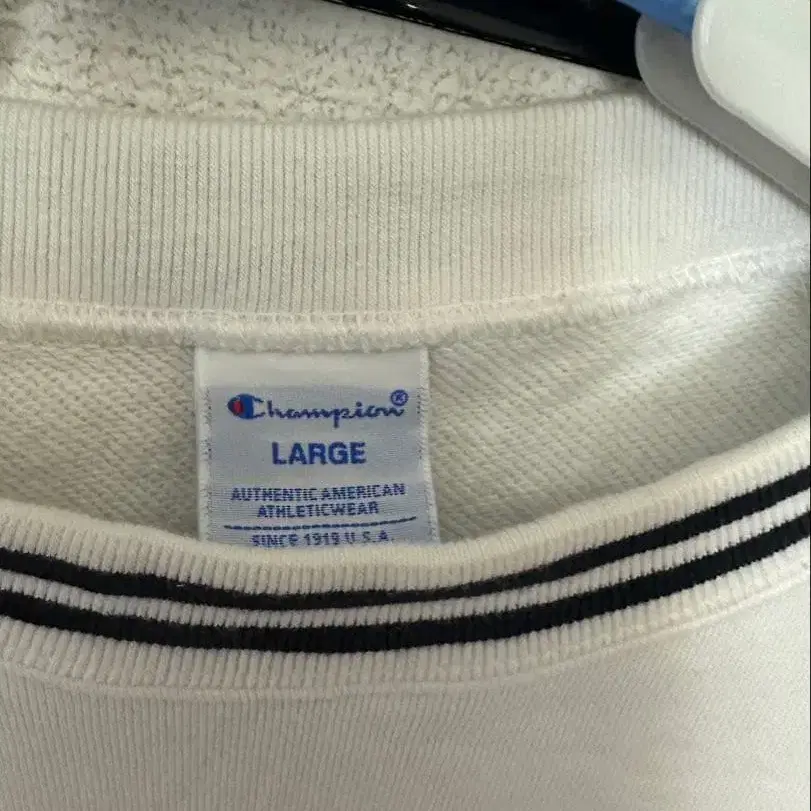 Champion®
LARGE
AUTHENTIC AMERICAN
ATHLETICWEAR
SINCE 1919 U.S.A.